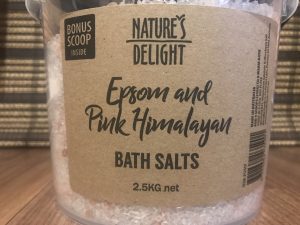 BONUS
SCOOP
INSIDE
NATURE'S
DELIGHT
Epsom and
Pink Himalayan
BATH SALTS
2.5KG net